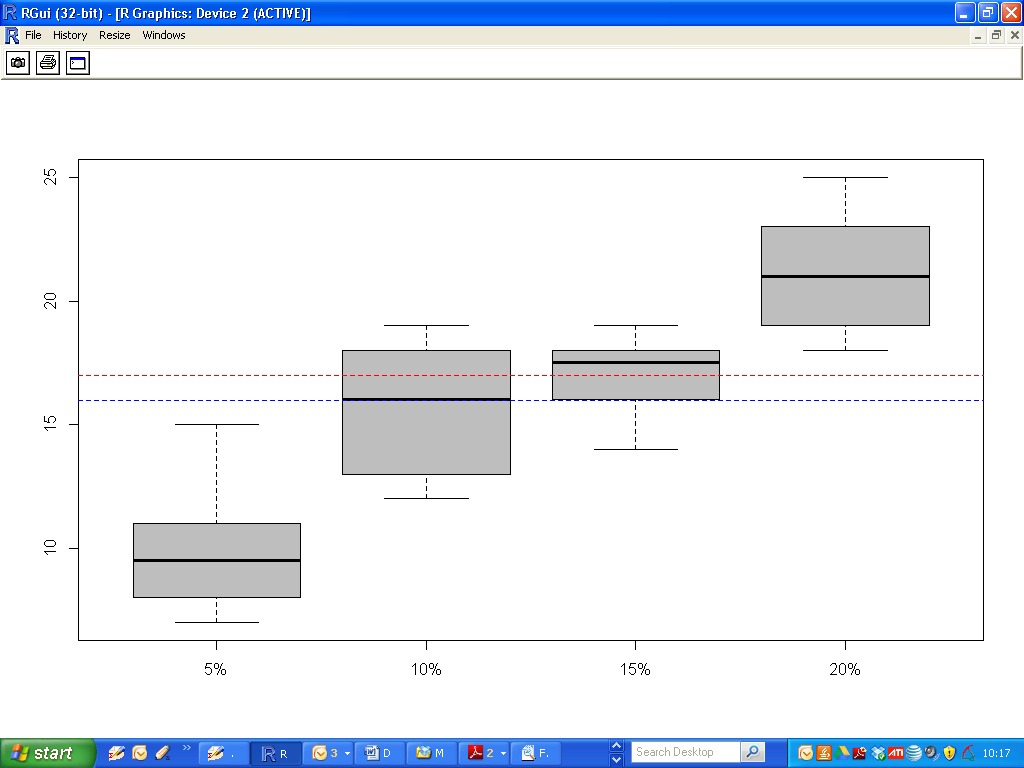 RGui (32-bit) - [R Graphics: Device 2 (ACTIVE)]
File History Resize Windows
25
20
15
10
5% 10% 15% 20%
start . R 3 D M 2 F. Search Desktop ATI 10:17